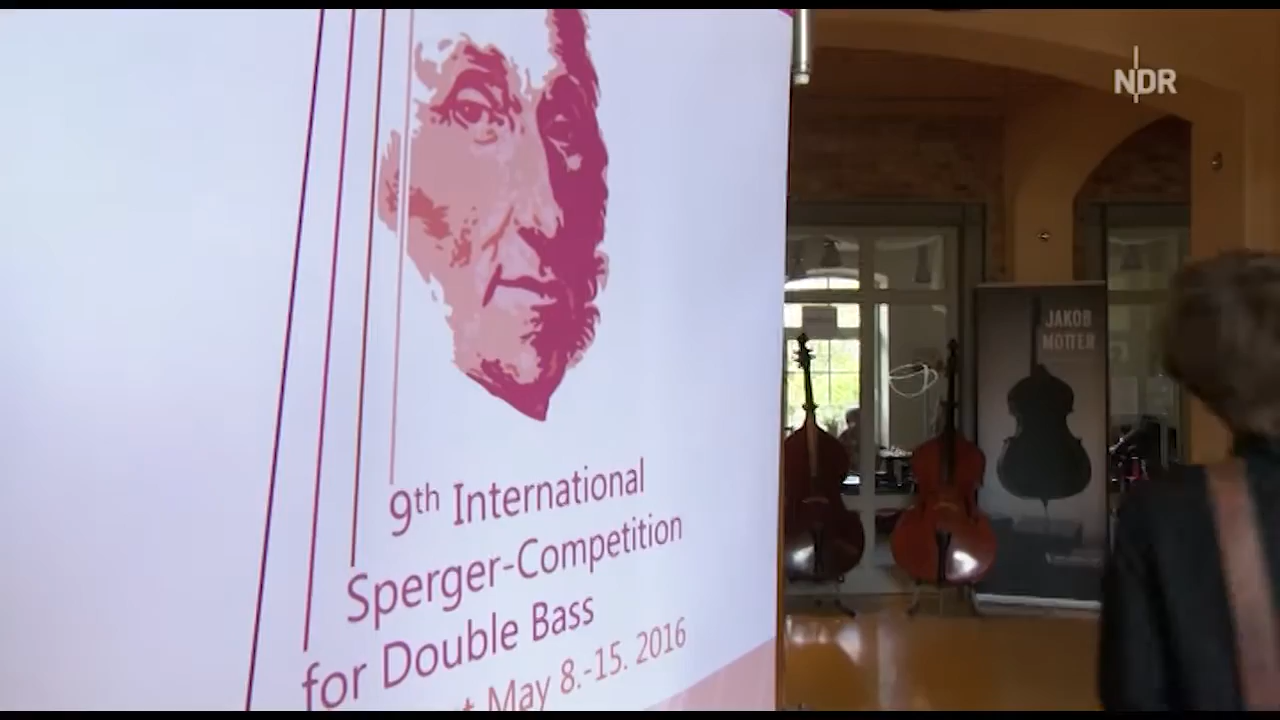 NDR
JAKOB
MOTTER
9th International
Sperger-Competition
for Double Bass
May 8.-15. 2016